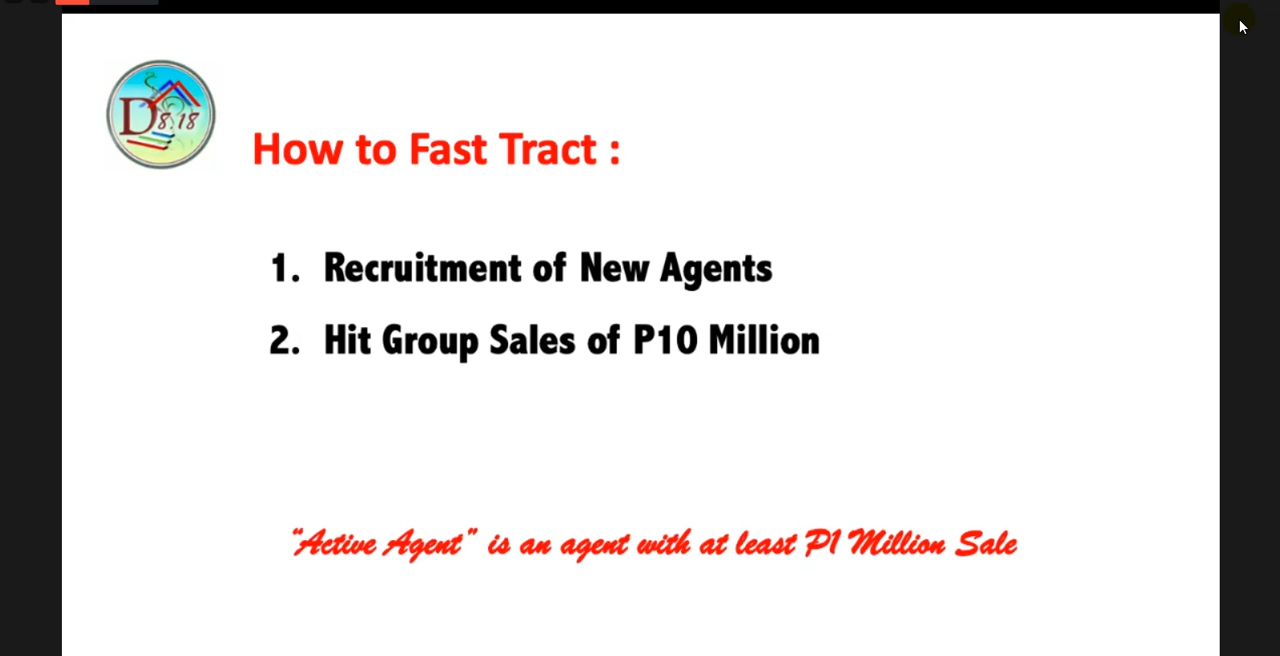 D8.18
How to Fast Tract :
1. Recruitment of New Agents
2. Hit Group Sales of P10 Million
“Active Agent” is an agent with at least P1 Million Sale